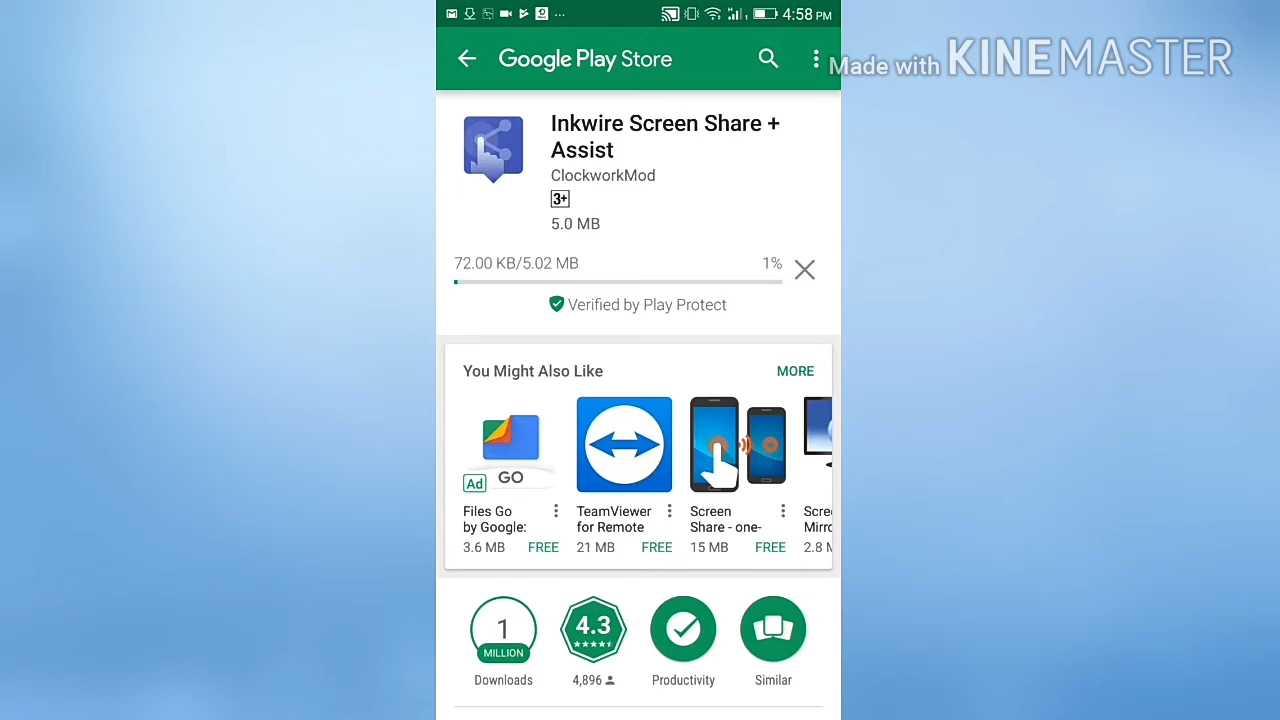 4:58 PM
Google Play Store
Made with KINEMASTER
Inkwire Screen Share +
Assist
ClockworkMod
3+
5.0 MB
72.00 KB/5.02 MB 1%
Verified by Play Protect
You Might Also Like MORE
Ad GO
Files Go
by Google:
3.6 MB FREE
TeamViewer
for Remote
21 MB FREE
Screen
Share - one-
15 MB FREE
Scre
Mirro
2.8 M
1
MILLION
Downloads
4.3
4,896
Productivity
Similar